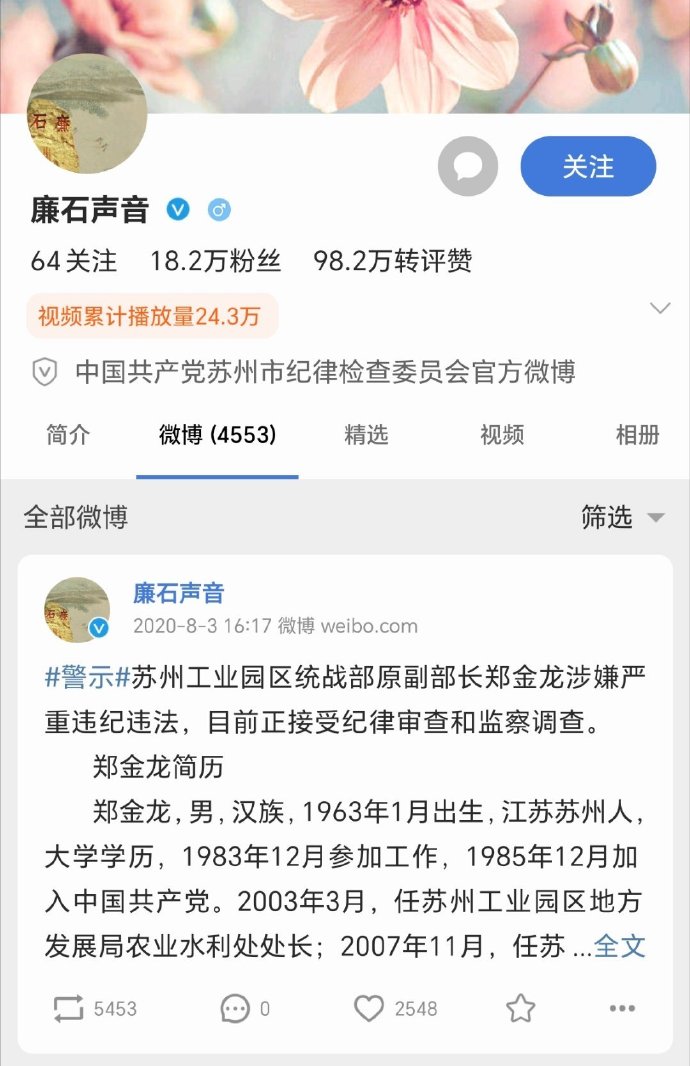 石廉
廉石声音
关注
64关注 18.2万粉丝 98.2万转评赞
视频累计播放量24.3万
中国共产党苏州市纪律检查委员会官方微博
简介 微博 (4553) 精选 视频 相册
全部微博 筛选
石廉
廉石声音
2020-8-3 16:17 微博 weibo.com
#警示#苏州工业园区统战部原副部长郑金龙涉嫌严
重违纪违法，目前正接受纪律审查和监察调查。
郑金龙简历
郑金龙，男，汉族，1963年1月出生，江苏苏州人，
大学学历，1983年12月参加工作，1985年12月加
入中国共产党。2003年3月，任苏州工业园区地方
发展局农业水利处处长；2007年11月，任苏 ...全文
5453 0 2548